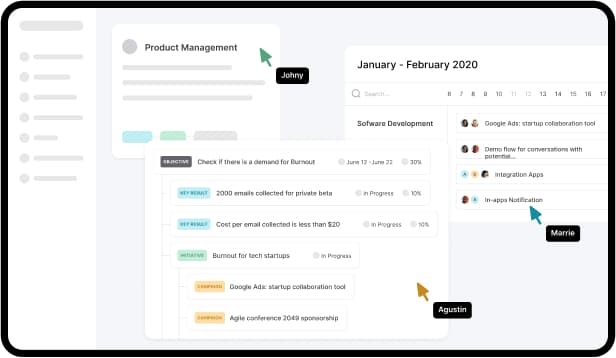 Product Management
Johny
January - February 2020
Search...
6 7 8 9 10 11 12 13 14 15 16 17
Sofware Development
Google Ads: startup collaboration tool
Demo flow for conversations with
potential...
Integration Apps
In-apps Notification
Marrie
OBJECTIVE Check if there is a demand for Burnout June 12 -June 22 30%
KEY RESULT 2000 emails collected for private beta In Progress 10%
KEY RESULT Cost per email collected is less than $20 In Progress 10%
INITIATIVE Burnout for tech startups In Progress
CAMPAIGN Google Ads: startup collaboration tool
CAMPAIGN Agile conference 2049 sponsorship
Agustin